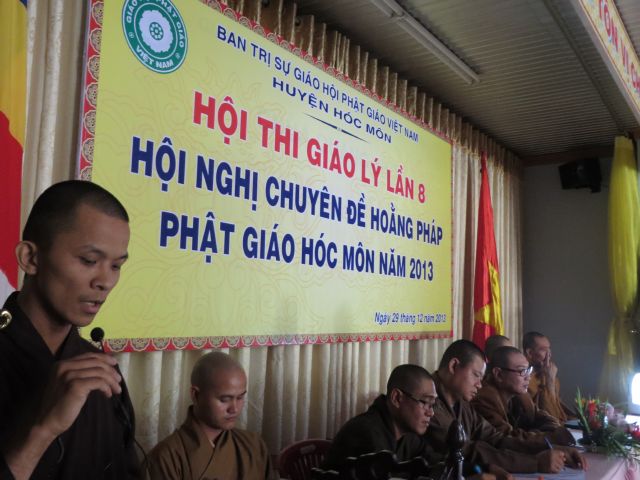 GIÁO HỘI PHẬT GIÁO
VIỆT NAM
BAN TRỊ SỰ GIÁO HỘI PHẬT GIÁO VIỆT NAM
HUYỆN HÓC MÔN
HỘI THI GIÁO LÝ LẦN 8
HỘI NGHỊ CHUYÊN ĐỀ HOẰNG PHÁP
PHẬT GIÁO HÓC MÔN NĂM 2013
Ngày 29 tháng 12 năm 2013